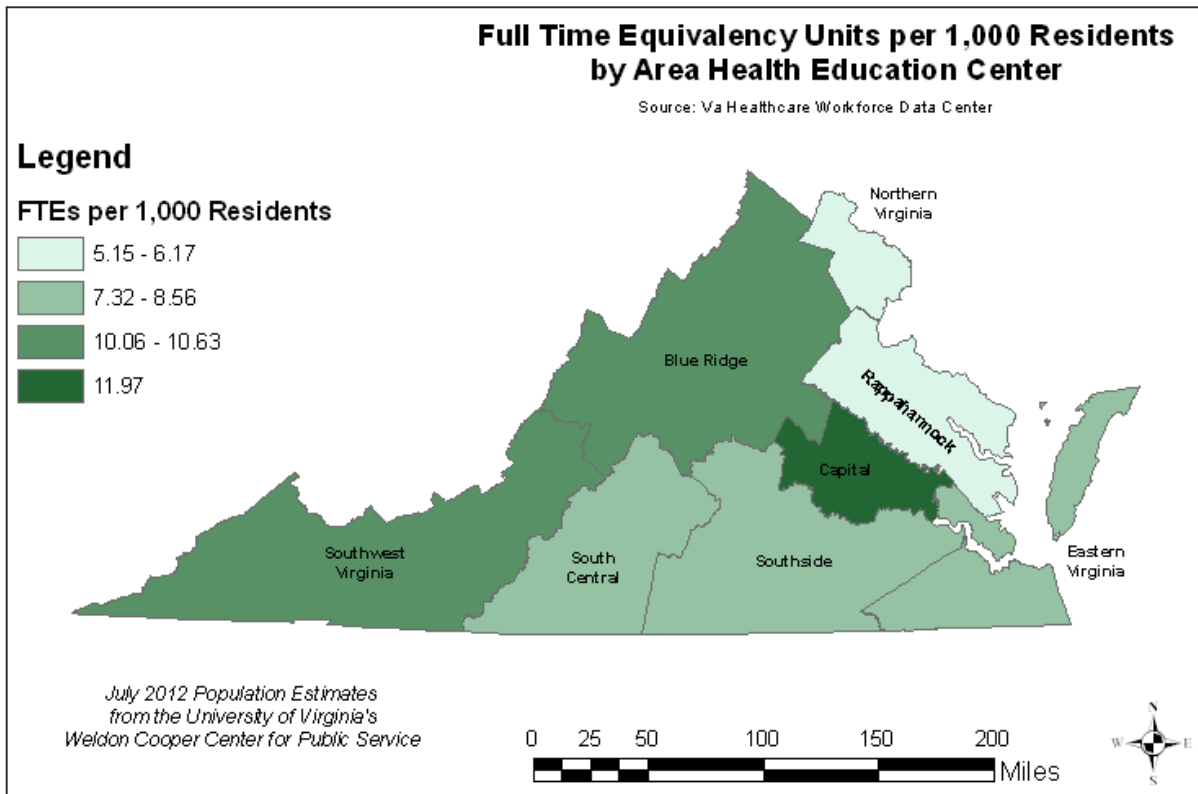 Full Time Equivalency Units per 1,000 Residents
by Area Health Education Center
Source: Va Healthcare Workforce Data Center
Legend
FTEs per 1,000 Residents
5.15 - 6.17
7.32 - 8.56
10.06 - 10.63
11.97
Northern
Virginia
Blue Ridge
Rappahannock
Capital
Southwest
Virginia
South
Central
Southside
Eastern
Virginia
July 2012 Population Estimates
from the University of Virginia's
Weldon Cooper Center for Public Service
0 25 50 100 150 200
Miles
N
W E
S